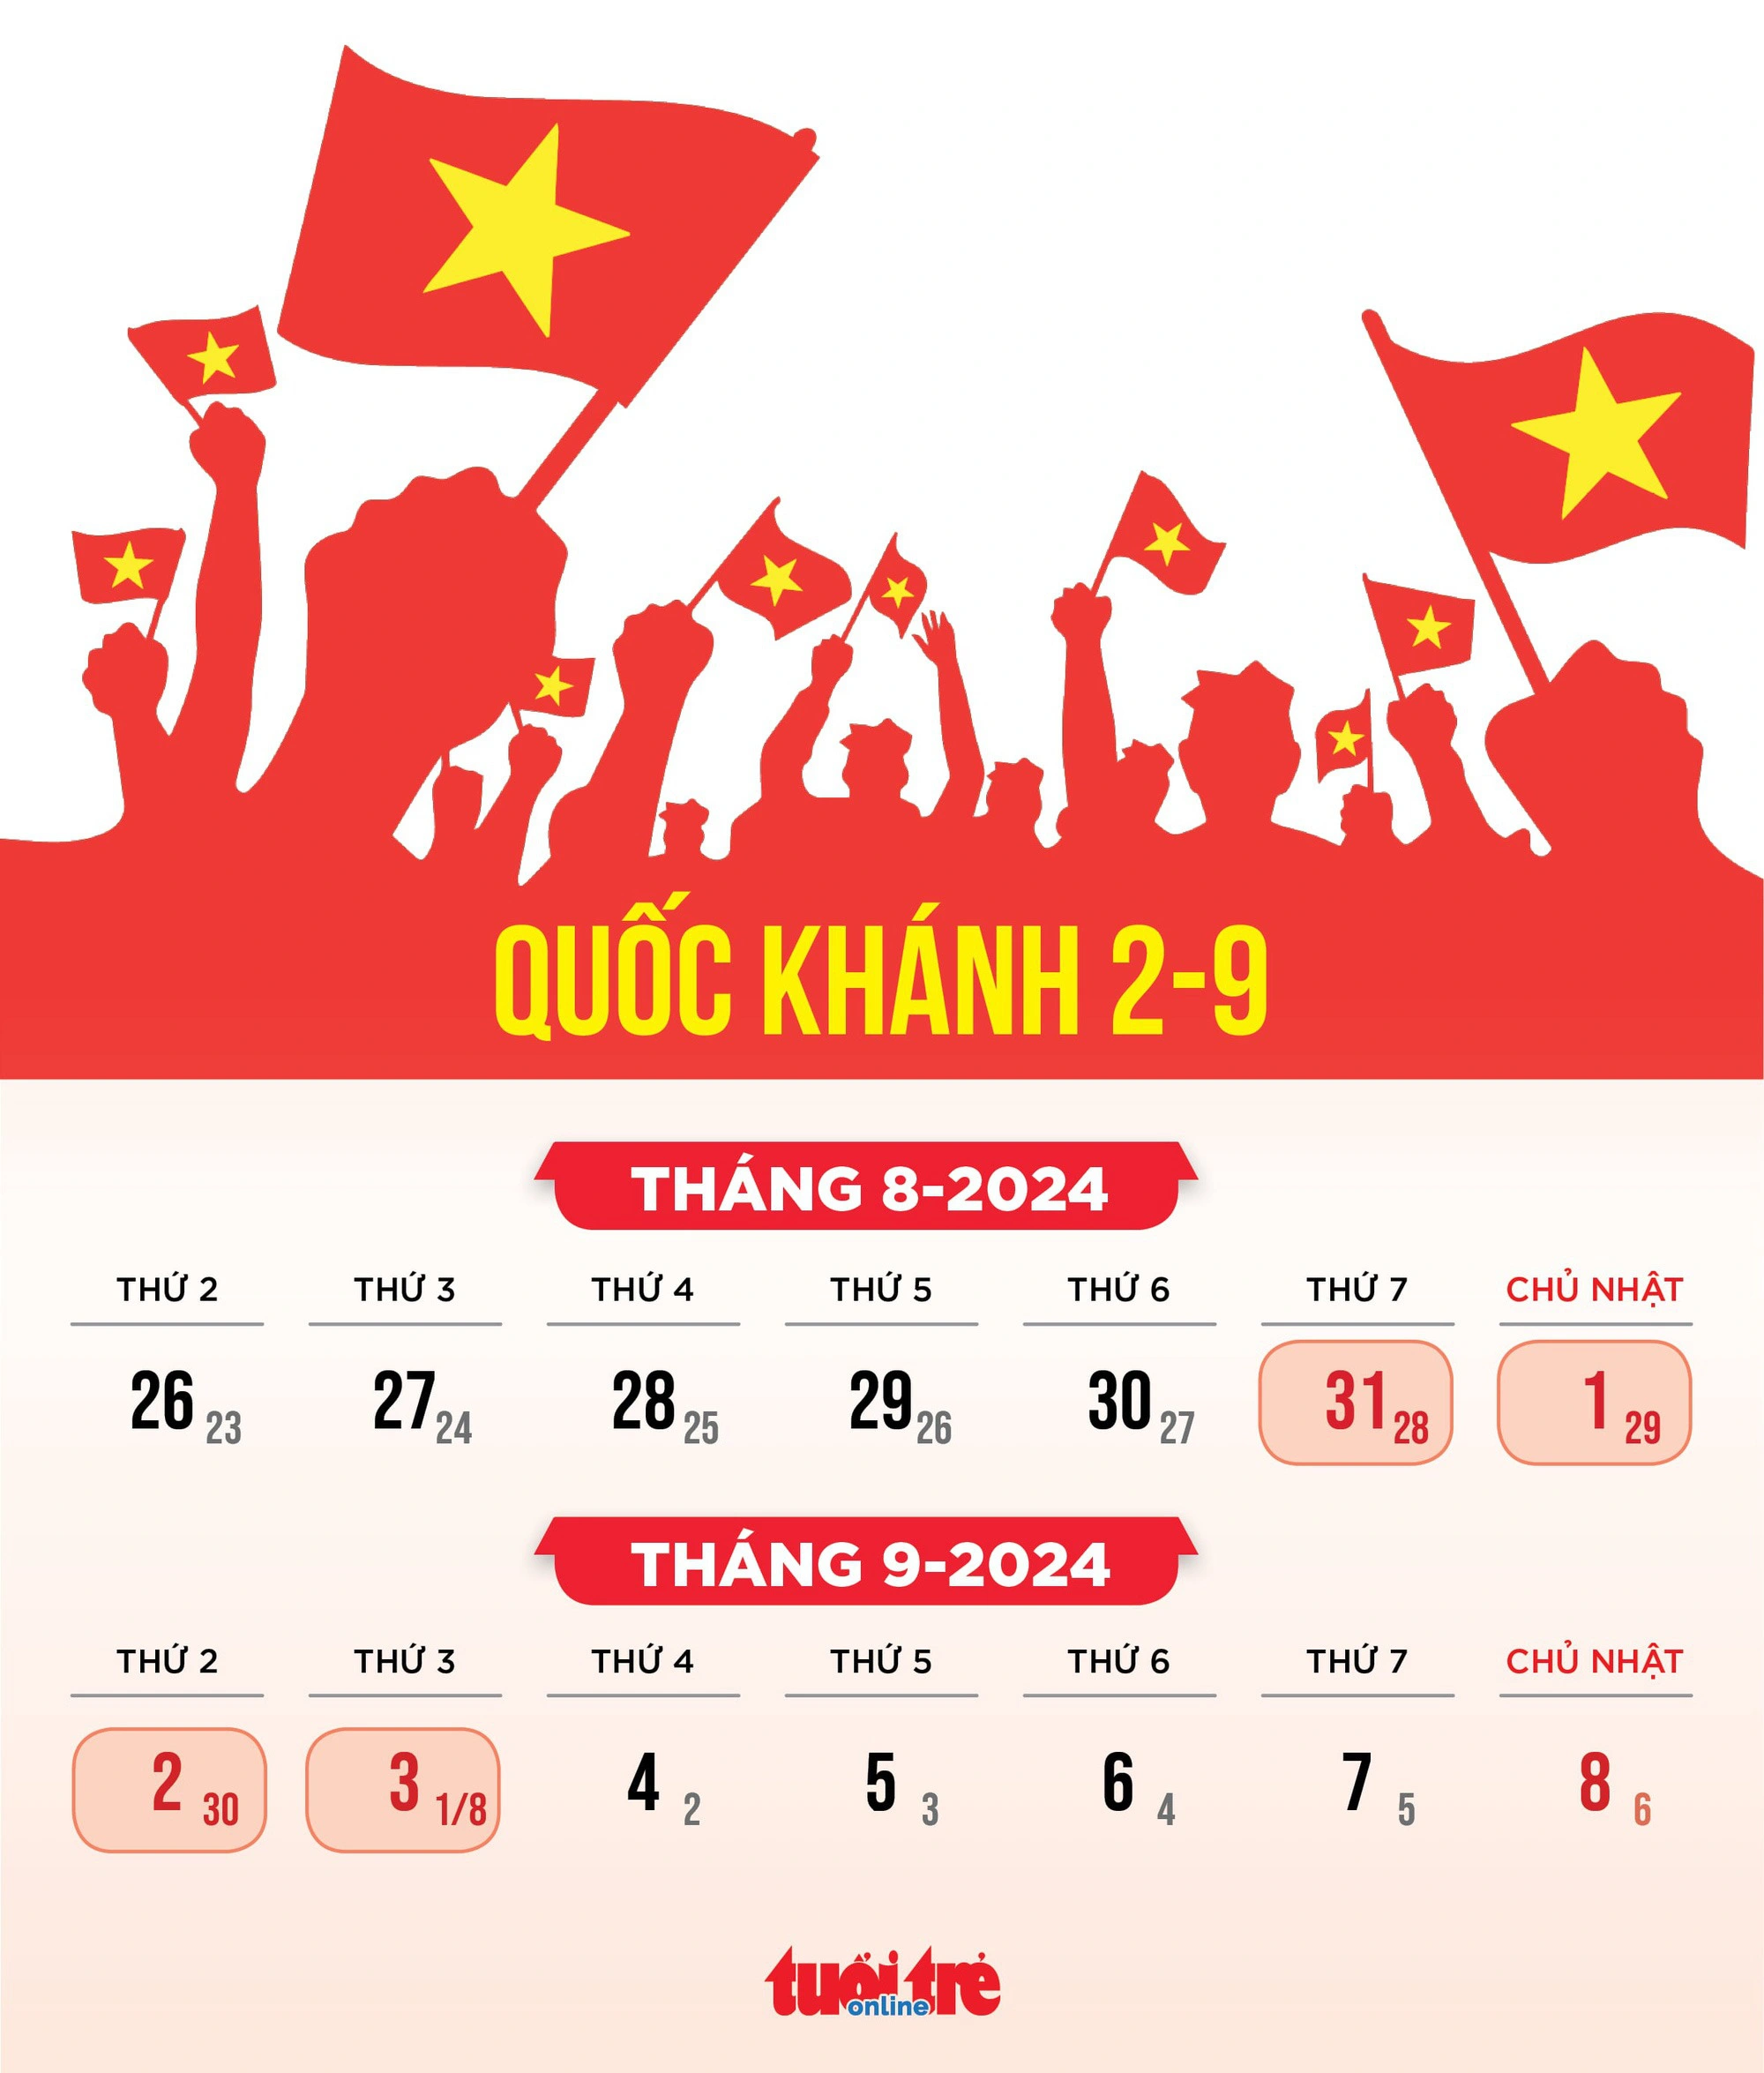 QUỐC KHÁNH 2-9
THÁNG 8-2024
THỨ 2 THỨ 3 THỨ 4 THỨ 5 THỨ 6 THỨ 7 CHỦ NHẬT
26 23 27 24 28 25 29 26 30 27 31 28 1 29
THÁNG 9-2024
THỨ 2 THỨ 3 THỨ 4 THỨ 5 THỨ 6 THỨ 7 CHỦ NHẬT
2 30 3 1/8 4 2 5 3 6 4 7 5 8 6
tuổi trẻ
online